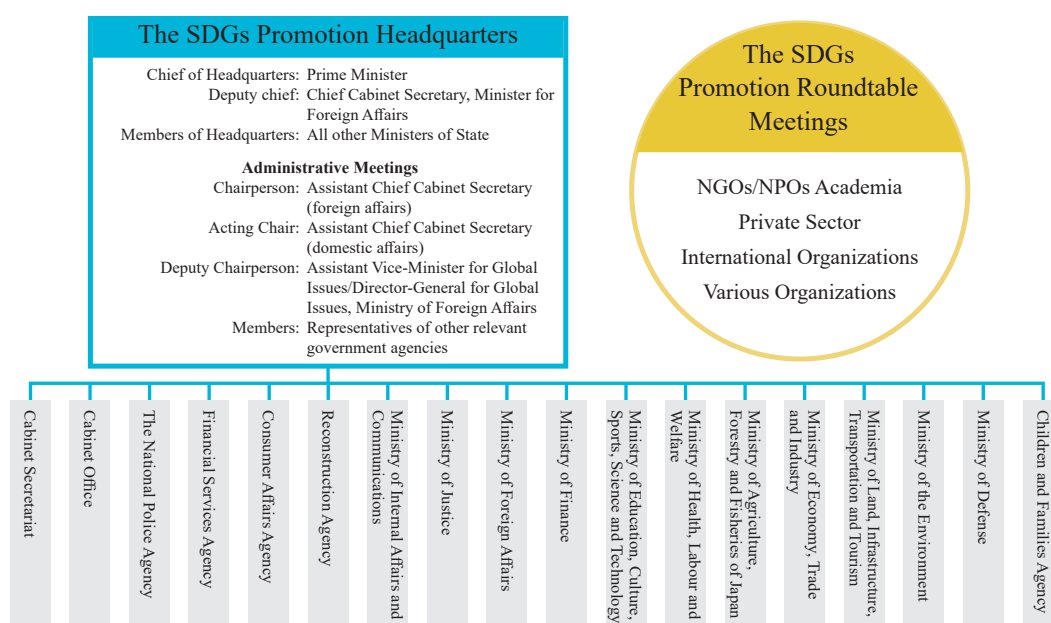 The SDGs Promotion Headquarters
Chief of Headquarters: Prime Minister
Deputy chief: Chief Cabinet Secretary, Minister for
Foreign Affairs
Members of Headquarters: All other Ministers of State
Administrative Meetings
Chairperson: Assistant Chief Cabinet Secretary
(foreign affairs)
Acting Chair: Assistant Chief Cabinet Secretary
(domestic affairs)
Deputy Chairperson: Assistant Vice-Minister for Global
Issues/Director-General for Global
Issues, Ministry of Foreign Affairs
Members: Representatives of other relevant
government agencies
The SDGs
Promotion Roundtable
Meetings
NGOs/NPOs Academia
Private Sector
International Organizations
Various Organizations
Cabinet Secretariat
Cabinet Office
The National Police Agency
Financial Services Agency
Consumer Affairs Agency
Reconstruction Agency
Ministry of Internal Affairs and
Communications
Ministry of Justice
Ministry of Foreign Affairs
Ministry of Finance
Ministry of Education, Culture,
Sports, Science and Technology
Ministry of Health, Labour and
Welfare
Ministry of Agriculture,
Forestry and Fisheries of Japan
Ministry of Economy, Trade
and Industry
Ministry of Land, Infrastructure,
Transportation and Tourism
Ministry of the Environment
Ministry of Defense
Children and Families Agency